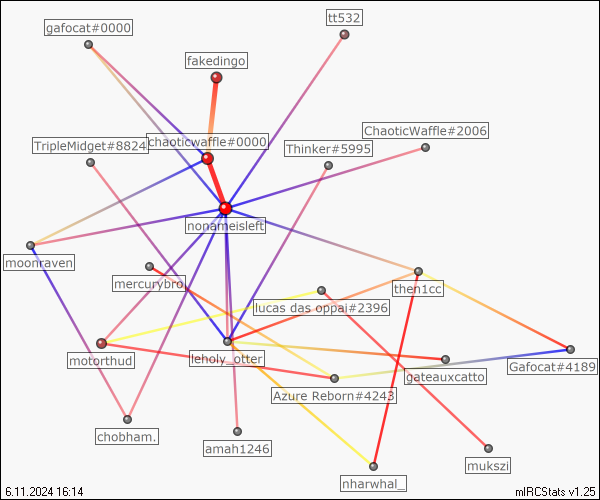 tt532
gafocat#0000
fakedingo
ChaoticWaffle#2006
chaoticwaffle#0000
TripleMidget#8824
Thinker#5995
nonameisleft
moonraven
mercurybro
then1cc
lucas das oppai#2396
motorthud
leholy_otter
Gafocat#4189
gateauxcatto
Azure Reborn#4243
chobham.
amah1246
mukszi
nharwhal_
6.11.2024 16:14
mIRCStats v1.25